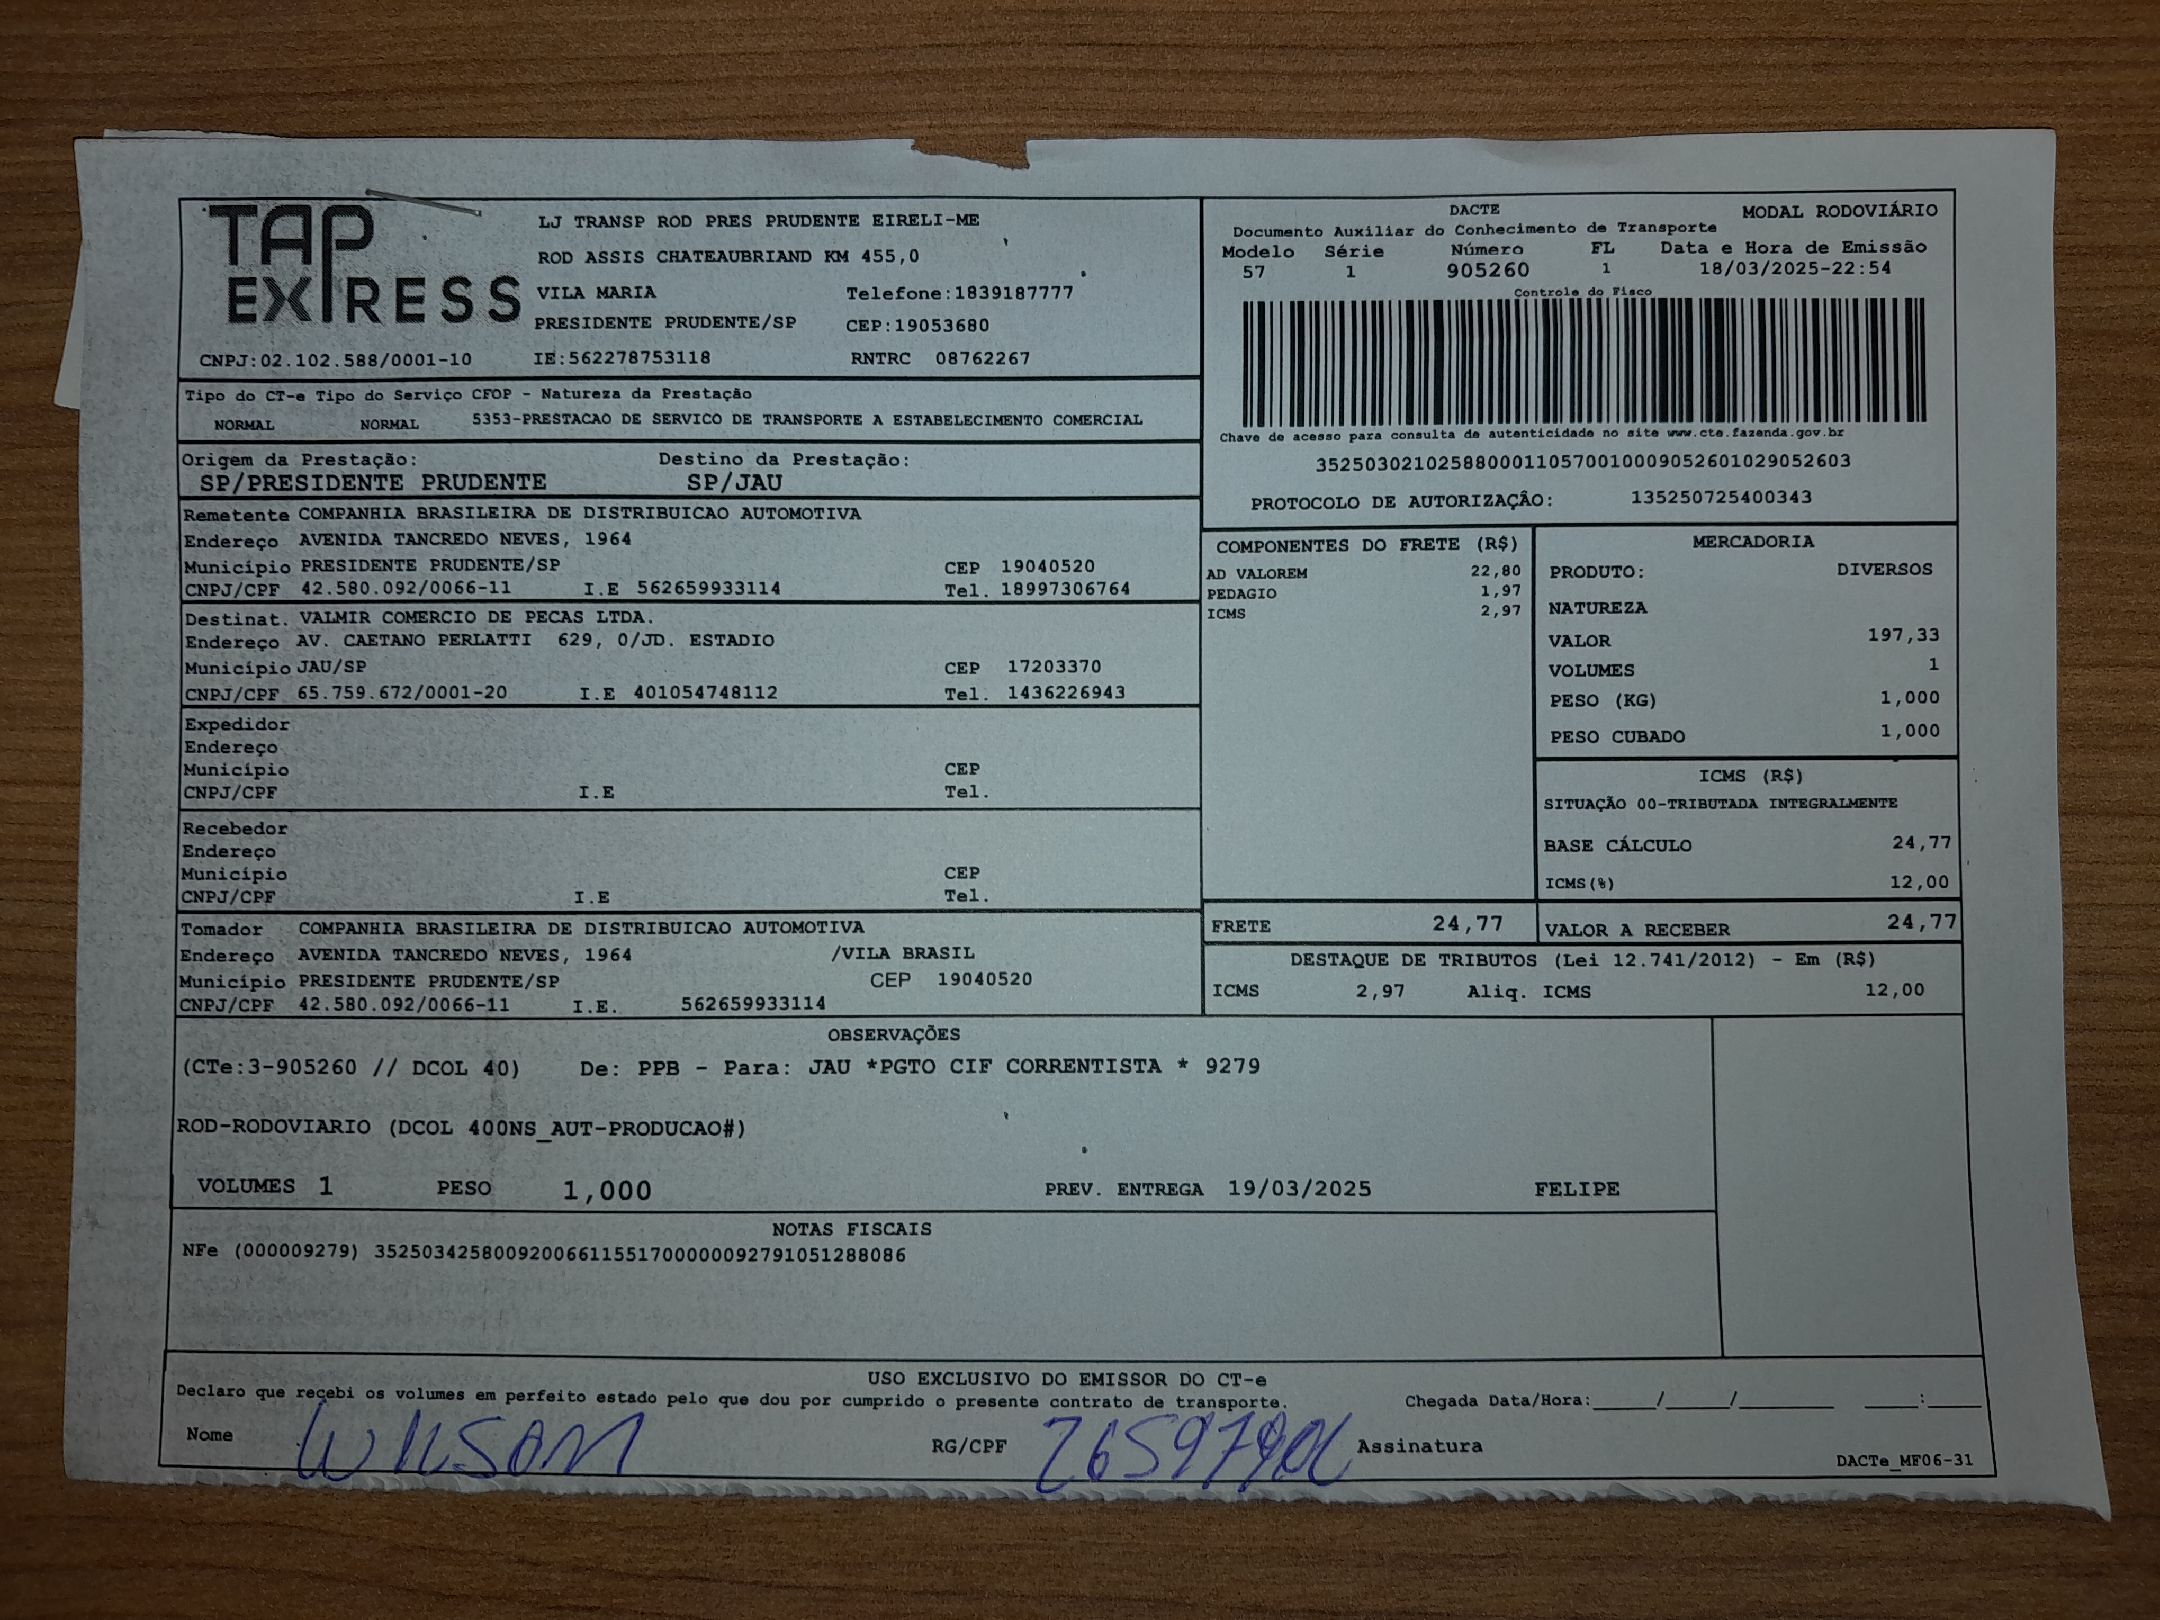 TAP EXPRESS
LJ TRANSP ROD PRES PRUDENTE EIRELI-ME
ROD ASSIS CHATEAUBRIAND KM 455,0
VILA MARIA Telefone:1839187777
PRESIDENTE PRUDENTE/SP CEP:19053680
CNPJ:02.102.588/0001-10 IE:562278753118 RNTRC 08762267
DACTE MODAL RODOVIÁRIO
Documento Auxiliar do Conhecimento de Transporte
Modelo Série Número FL Data e Hora de Emissão
57 1 905260 1 18/03/2025-22:54
Controle do Fisco
Chave de acesso para consulta de autenticidade no site www.cte.fazenda.gov.br
35250302102588000110570010009052601029052603
PROTOCOLO DE AUTORIZAÇÂO: 135250725400343
Tipo do CT-e Tipo do Serviço CFOP - Natureza da Prestação
NORMAL NORMAL 5353-PRESTACAO DE SERVICO DE TRANSPORTE A ESTABELECIMENTO COMERCIAL
Origem da Prestação: Destino da Prestação:
SP/PRESIDENTE PRUDENTE SP/JAU
Remetente COMPANHIA BRASILEIRA DE DISTRIBUICAO AUTOMOTIVA
Endereço AVENIDA TANCREDO NEVES, 1964
Município PRESIDENTE PRUDENTE/SP CEP 19040520
CNPJ/CPF 42.580.092/0066-11 I.E 562659933114 Tel. 18997306764
Destinat. VALMIR COMERCIO DE PECAS LTDA.
Endereço AV. CAETANO PERLATTI 629, 0/JD. ESTADIO
Município JAU/SP CEP 17203370
CNPJ/CPF 65.759.672/0001-20 I.E 401054748112 Tel. 1436226943
Expedidor
Endereço
Município CEP
CNPJ/CPF I.E Tel.
Recebedor
Endereço
Município CEP
CNPJ/CPF I.E Tel.
Tomador COMPANHIA BRASILEIRA DE DISTRIBUICAO AUTOMOTIVA
Endereço AVENIDA TANCREDO NEVES, 1964 /VILA BRASIL
Município PRESIDENTE PRUDENTE/SP CEP 19040520
CNPJ/CPF 42.580.092/0066-11 I.E. 562659933114
COMPONENTES DO FRETE (R$)
AD VALOREM 22,80
PEDAGIO 1,97
ICMS 2,97
MERCADORIA
PRODUTO: DIVERSOS
NATUREZA
VALOR 197,33
VOLUMES 1
PESO (KG) 1,000
PESO CUBADO 1,000
ICMS (R$)
SITUAÇÃO 00-TRIBUTADA INTEGRALMENTE
BASE CÁLCULO 24,77
ICMS(%) 12,00
FRETE 24,77 VALOR A RECEBER 24,77
DESTAQUE DE TRIBUTOS (Lei 12.741/2012) - Em (R$)
ICMS 2,97 Aliq. ICMS 12,00
OBSERVAÇÕES
(CTe:3-905260 // DCOL 40) De: PPB - Para: JAU *PGTO CIF CORRENTISTA * 9279
ROD-RODOVIARIO (DCOL 400NS_AUT-PRODUCAO#)
VOLUMES 1 PESO 1,000 PREV. ENTREGA 19/03/2025 FELIPE
NOTAS FISCAIS
NFe (000009279) 35250342580092006611551700000092791051288086
USO EXCLUSIVO DO EMISSOR DO CT-e
Declaro que reçebi os volumes em perfeito estado pelo que dou por cumprido o presente contrato de transporte. Chegada Data/Hora:_____/_____/________ ____:____
Nome WILSOM RG/CPF Assinatura
DACTe_MF06-31